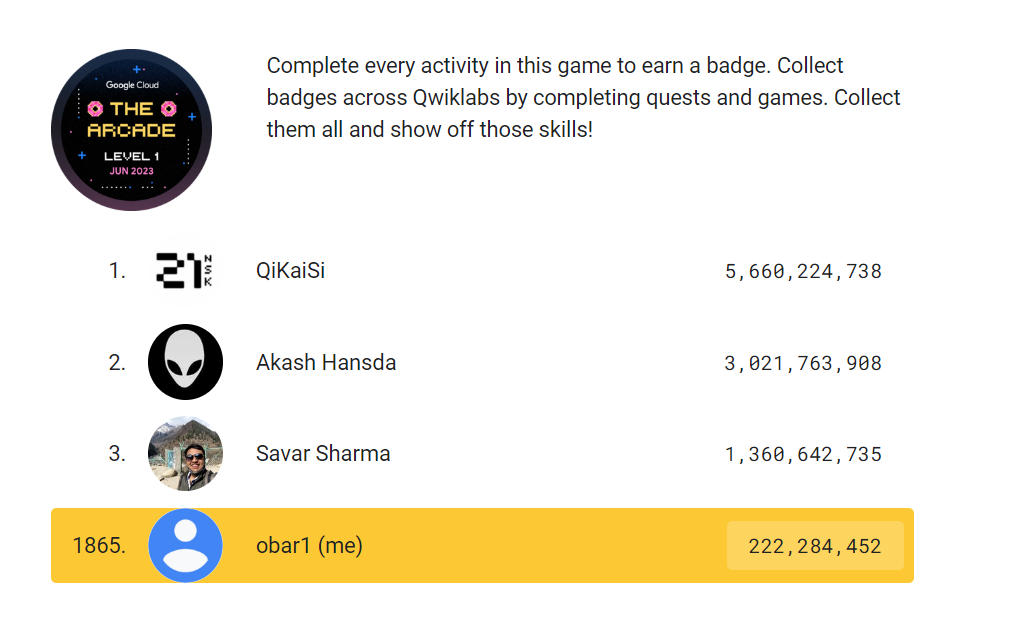 Google Cloud
THE
ARCADE
LEVEL 1
JUN 2023
Complete every activity in this game to earn a badge. Collect
badges across Qwiklabs by completing quests and games. Collect
them all and show off those skills!
1. 21 NSK QiKaiSi 5,660,224,738
2. Akash Hansda 3,021,763,908
3. Savar Sharma 1,360,642,735
1865. obar1 (me) 222,284,452